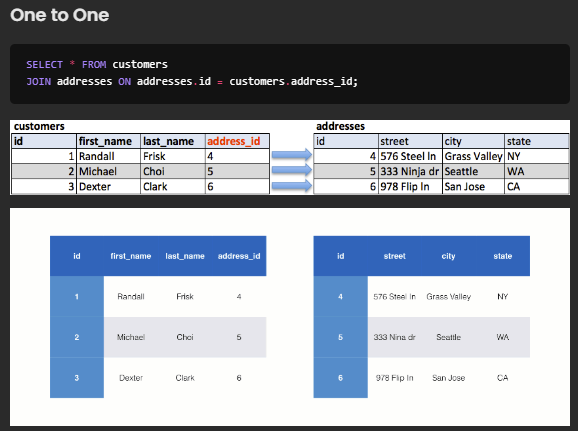 One to One
SELECT * FROM customers
JOIN addresses ON addresses.id = customers.address_id;
customers addresses
id first_name last_name address_id id street city state
1 Randall Frisk 4 4 576 Steel ln Grass Valley NY
2 Michael Choi 5 5 333 Ninja dr Seattle WA
3 Dexter Clark 6 6 978 Flip ln San Jose CA
id first_name last_name address_id id street city state
1 Randall Frisk 4 4 576 Steel ln Grass Valley NY
2 Michael Choi 5 5 333 Nina dr Seattle WA
3 Dexter Clark 6 6 978 Flip ln San Jose CA